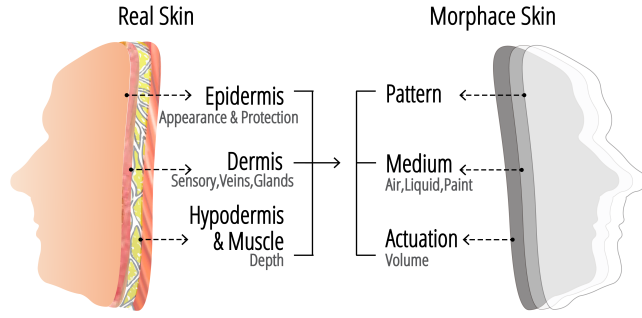 Real Skin
Morphace Skin
Epidermis
Appearance & Protection
Dermis
Sensory,Veins,Glands
Hypodermis
& Muscle
Depth
Pattern
Medium
Air,Liquid,Paint
Actuation
Volume